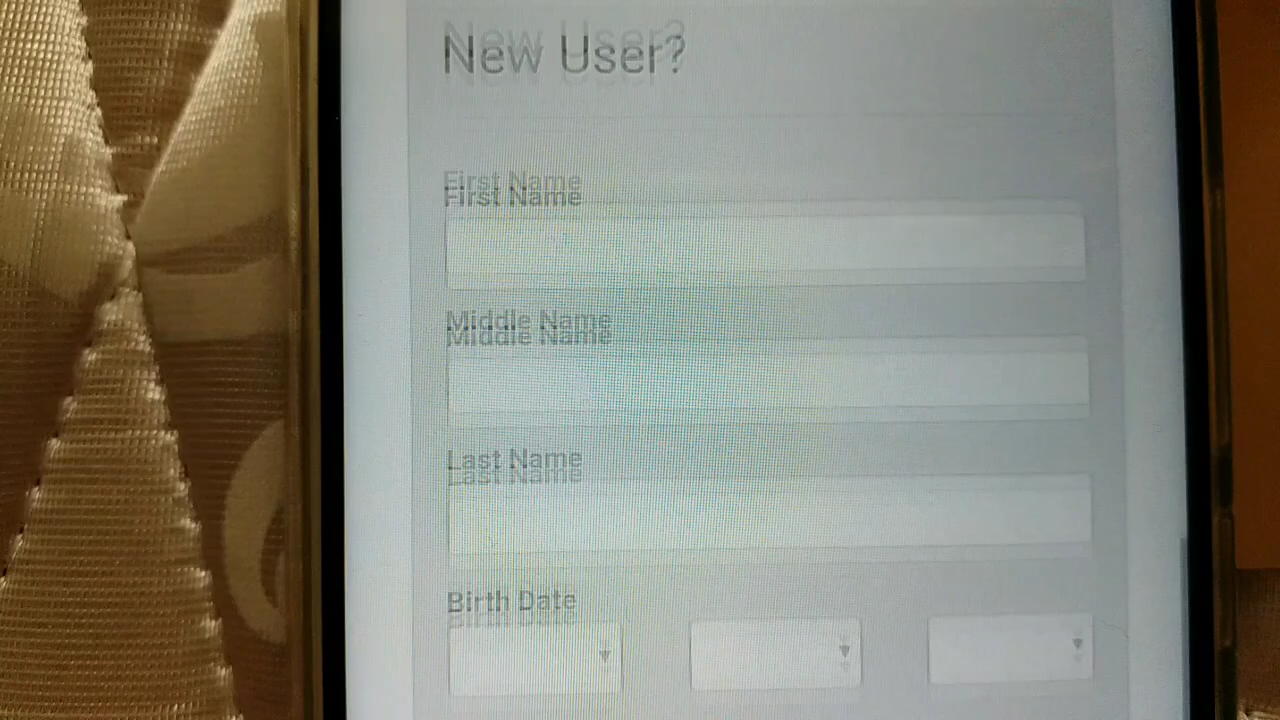 New User?
First Name
Middle Name
Last Name
Birth Date